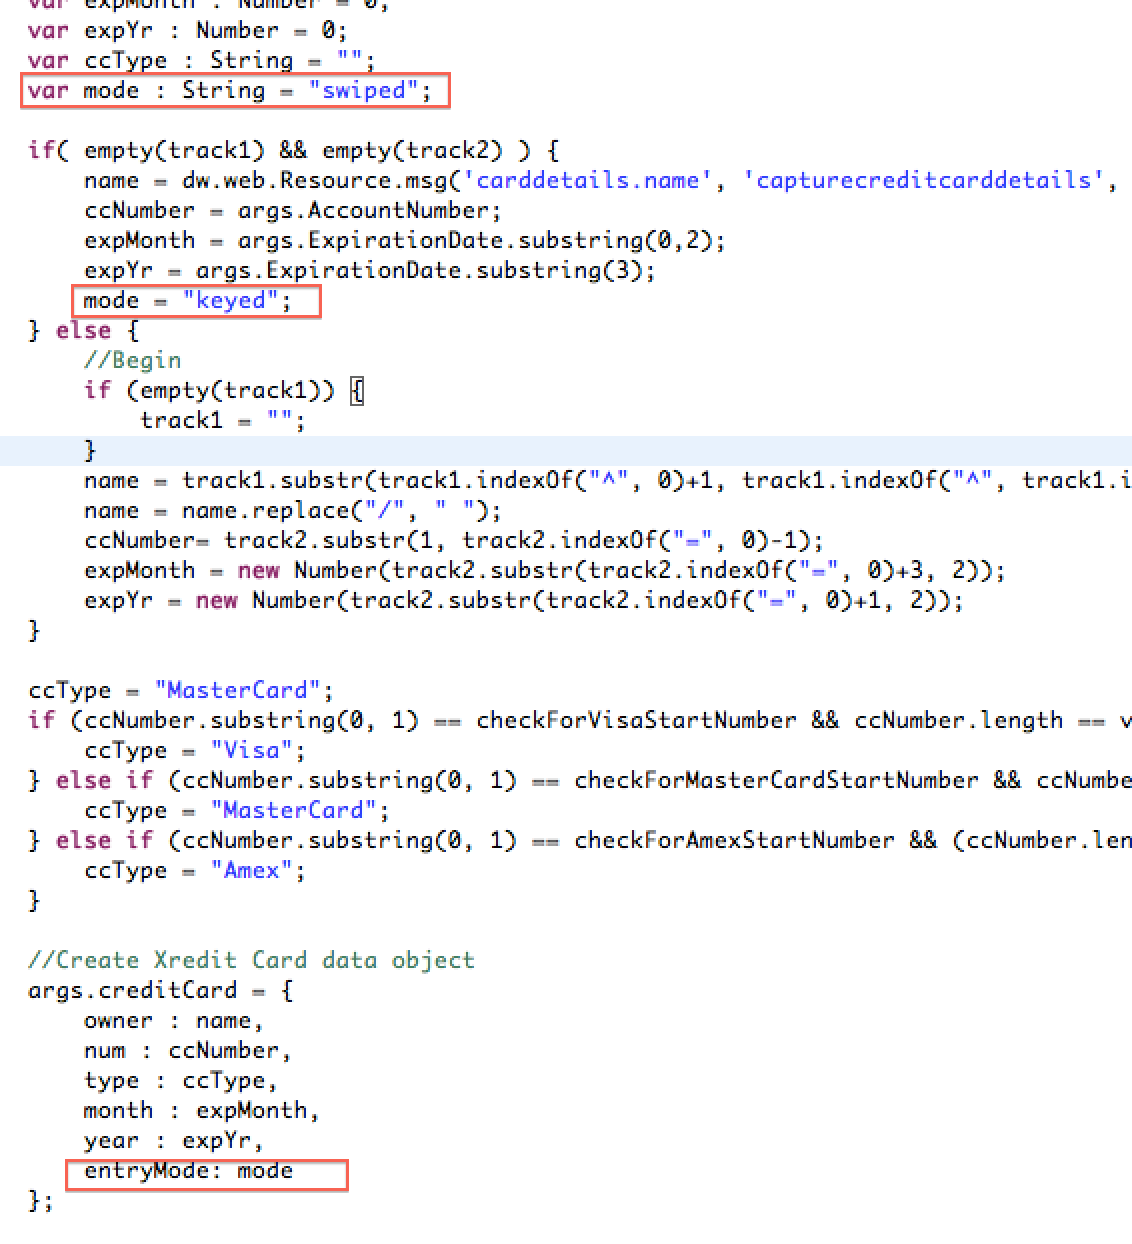 var expMonth : Number = 0;
var expYr : Number = 0;
var ccType : String = "";
var mode : String = "swiped";
if( empty(track1) && empty(track2) ) {
name = dw.web.Resource.msg('carddetails.name', 'capturecreditcarddetails',
ccNumber = args.AccountNumber;
expMonth = args.ExpirationDate.substring(0,2);
expYr = args.ExpirationDate.substring(3);
mode = "keyed";
} else {
//Begin
if (empty(track1)) {
track1 = "";
}
name = track1.substr(track1.indexOf("^", 0)+1, track1.indexOf("^", track1.i
name = name.replace("/", " ");
ccNumber= track2.substr(1, track2.indexOf("=", 0)-1);
expMonth = new Number(track2.substr(track2.indexOf("=", 0)+3, 2));
expYr = new Number(track2.substr(track2.indexOf("=", 0)+1, 2));
}
ccType = "MasterCard";
if (ccNumber.substring(0, 1) == checkForVisaStartNumber && ccNumber.length == v
ccType = "Visa";
} else if (ccNumber.substring(0, 1) == checkForMasterCardStartNumber && ccNumbe
ccType = "MasterCard";
} else if (ccNumber.substring(0, 1) == checkForAmexStartNumber && (ccNumber.len
ccType = "Amex";
}
//Create Xredit Card data object
args.creditCard = {
owner : name,
num : ccNumber,
type : ccType,
month : expMonth,
year : expYr,
entryMode: mode
};